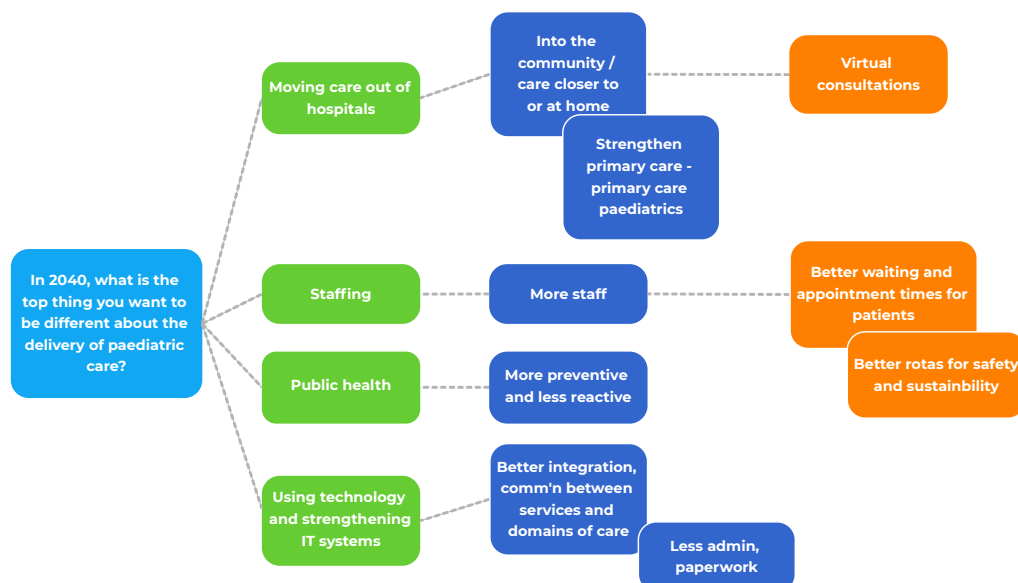 In 2040, what is the
top thing you want to
be different about the
delivery of paediatric
care?
Moving care out of
hospitals
Into the
community /
care closer to
or at home
Strengthen
primary care -
primary care
paediatrics
Virtual
consultations
Staffing
More staff
Better waiting and
appointment times for
patients
Better rotas for safety
and sustainbility
Public health
More preventive
and less reactive
Using technology
and strengthening
IT systems
Better integration,
comm'n between
services and
domains of care
Less admin,
paperwork